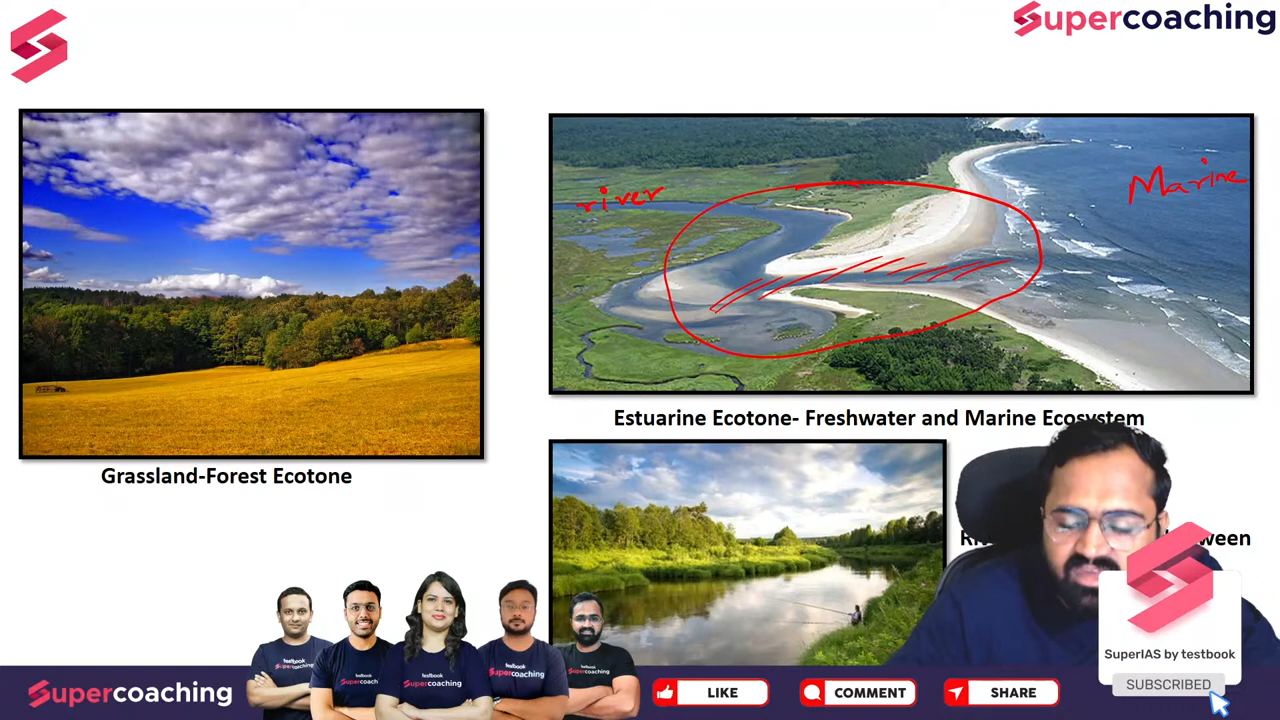 Supercoaching
river
Marine
Estuarine Ecotone- Freshwater and Marine Ecosystem
Grassland-Forest Ecotone
SuperIAS by testbook
SUBSCRIBED
testbook
Supercoaching
LIKE
COMMENT
SHARE